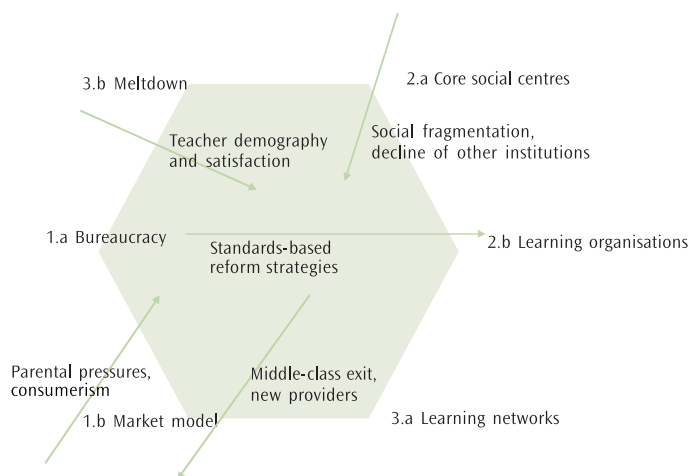 3.b Meltdown
2.a Core social centres
Teacher demography
and satisfaction
Social fragmentation,
decline of other institutions
1.a Bureaucracy
Standards-based
reform strategies
2.b Learning organisations
Parental pressures,
consumerism
Middle-class exit,
new providers
1.b Market model
3.a Learning networks